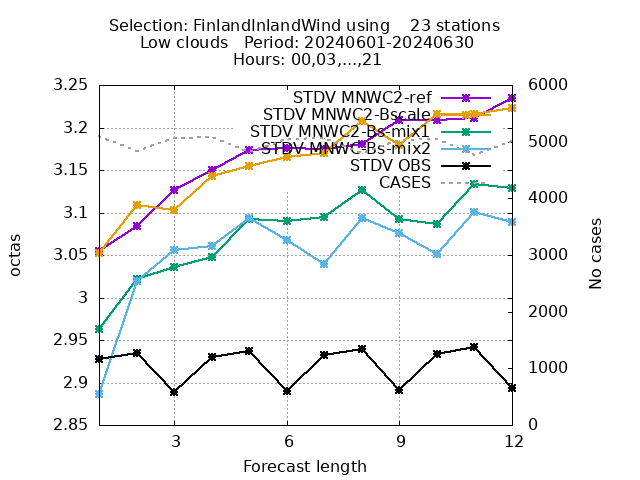 Selection: FinlandInlandWind using    23 stations
Low clouds   Period: 20240601-20240630
Hours: 00,03,...,21
3.25
3.2
3.15
3.1
3.05
3
2.95
2.9
2.85
octas
STDV MNWC2-ref
STDV MNWC2-Bscale
STDV MNWC2-Bs-mix1
STDV MNWC-Bs-mix2
STDV OBS
CASES
6000
5000
4000
3000
2000
1000
0
No cases
3 6 9 12
Forecast length